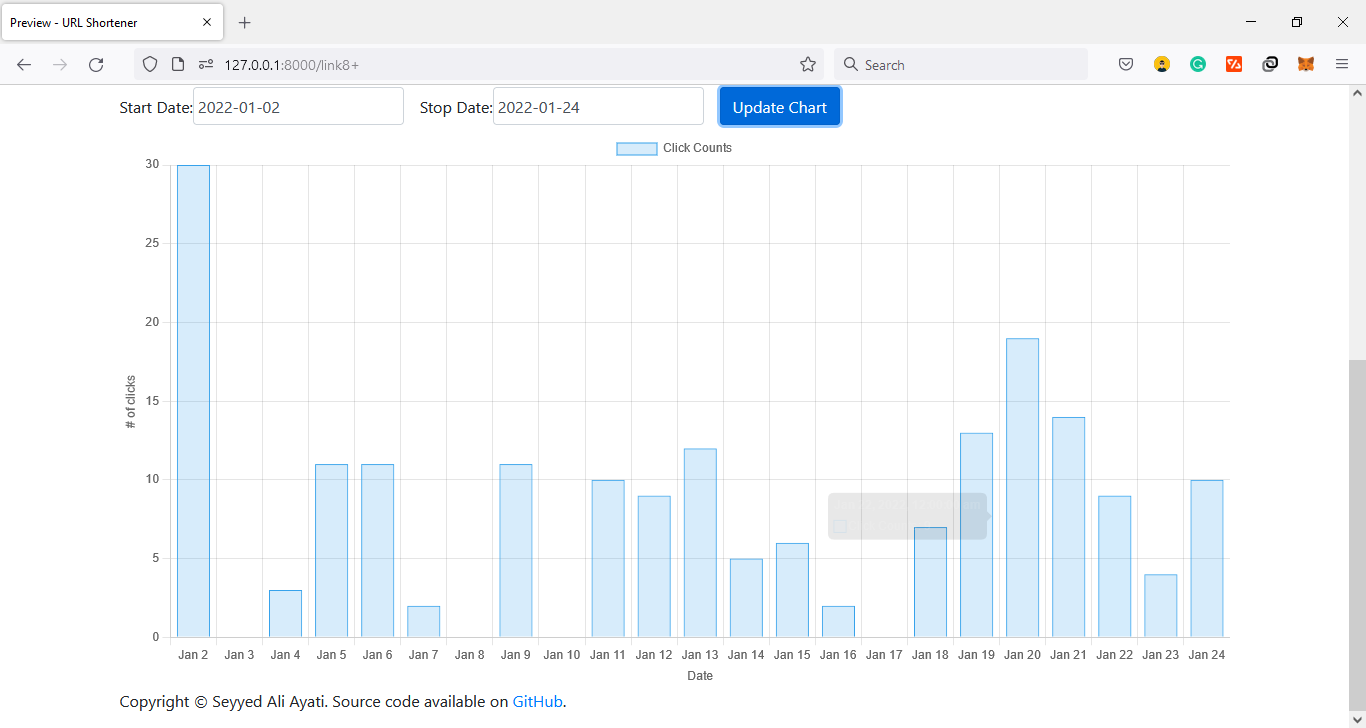 Preview - URL Shortener
127.0.0.1:8000/link8+
Search
Start Date: 2022-01-02 Stop Date: 2022-01-24 Update Chart
Click Counts
30
25
20
15
10
5
0
# of clicks
Jan 2 Jan 3 Jan 4 Jan 5 Jan 6 Jan 7 Jan 8 Jan 9 Jan 10 Jan 11 Jan 12 Jan 13 Jan 14 Jan 15 Jan 16 Jan 17 Jan 18 Jan 19 Jan 20 Jan 21 Jan 22 Jan 23 Jan 24
Date
Copyright © Seyyed Ali Ayati. Source code available on GitHub.